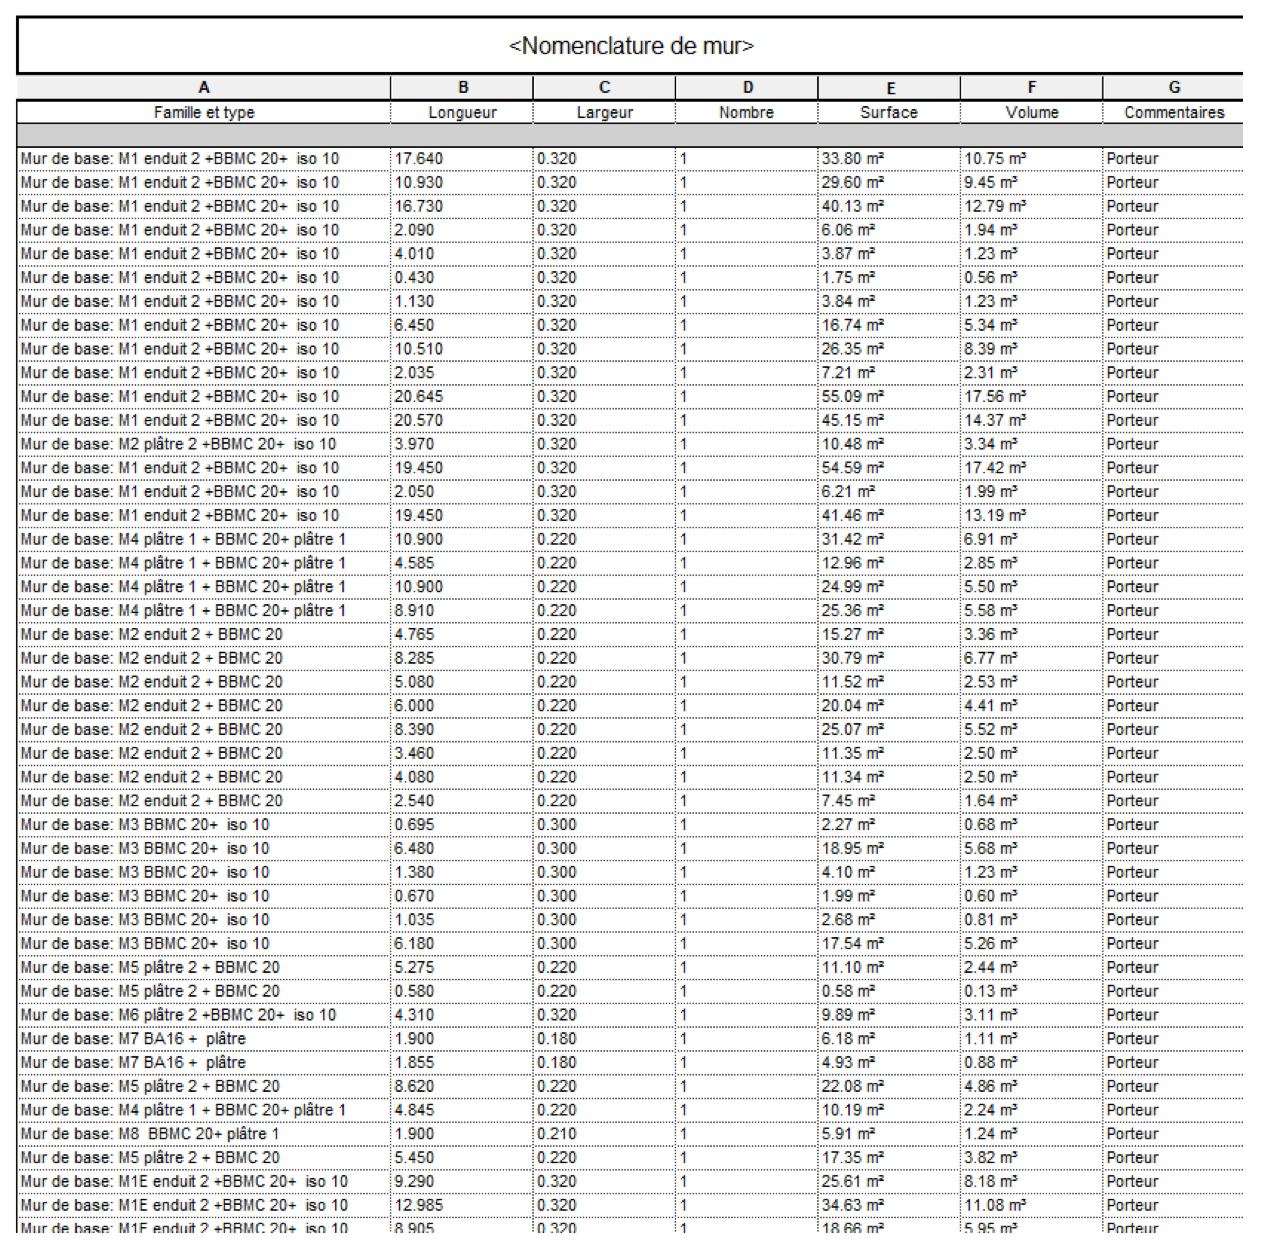 <Nomenclature de mur>
A B C D E F G
Famille et type Longueur Largeur Nombre Surface Volume Commentaires
Mur de base: M1 enduit 2 +BBMC 20+ iso 10 17.640 0.320 1 33.80 m² 10.75 m³ Porteur
Mur de base: M1 enduit 2 +BBMC 20+ iso 10 10.930 0.320 1 29.60 m² 9.45 m³ Porteur
Mur de base: M1 enduit 2 +BBMC 20+ iso 10 16.730 0.320 1 40.13 m² 12.79 m³ Porteur
Mur de base: M1 enduit 2 +BBMC 20+ iso 10 2.090 0.320 1 6.06 m² 1.94 m³ Porteur
Mur de base: M1 enduit 2 +BBMC 20+ iso 10 4.010 0.320 1 3.87 m² 1.23 m³ Porteur
Mur de base: M1 enduit 2 +BBMC 20+ iso 10 0.430 0.320 1 1.75 m² 0.56 m³ Porteur
Mur de base: M1 enduit 2 +BBMC 20+ iso 10 1.130 0.320 1 3.84 m² 1.23 m³ Porteur
Mur de base: M1 enduit 2 +BBMC 20+ iso 10 6.450 0.320 1 16.74 m² 5.34 m³ Porteur
Mur de base: M1 enduit 2 +BBMC 20+ iso 10 10.510 0.320 1 26.35 m² 8.39 m³ Porteur
Mur de base: M1 enduit 2 +BBMC 20+ iso 10 2.035 0.320 1 7.21 m² 2.31 m³ Porteur
Mur de base: M1 enduit 2 +BBMC 20+ iso 10 20.645 0.320 1 55.09 m² 17.56 m³ Porteur
Mur de base: M1 enduit 2 +BBMC 20+ iso 10 20.570 0.320 1 45.15 m² 14.37 m³ Porteur
Mur de base: M2 plâtre 2 +BBMC 20+ iso 10 3.970 0.320 1 10.48 m² 3.34 m³ Porteur
Mur de base: M1 enduit 2 +BBMC 20+ iso 10 19.450 0.320 1 54.59 m² 17.42 m³ Porteur
Mur de base: M1 enduit 2 +BBMC 20+ iso 10 2.050 0.320 1 6.21 m² 1.99 m³ Porteur
Mur de base: M1 enduit 2 +BBMC 20+ iso 10 19.450 0.320 1 41.46 m² 13.19 m³ Porteur
Mur de base: M4 plâtre 1 + BBMC 20+ plâtre 1 10.900 0.220 1 31.42 m² 6.91 m³ Porteur
Mur de base: M4 plâtre 1 + BBMC 20+ plâtre 1 4.585 0.220 1 12.96 m² 2.85 m³ Porteur
Mur de base: M4 plâtre 1 + BBMC 20+ plâtre 1 10.900 0.220 1 24.99 m² 5.50 m³ Porteur
Mur de base: M4 plâtre 1 + BBMC 20+ plâtre 1 8.910 0.220 1 25.36 m² 5.58 m³ Porteur
Mur de base: M2 enduit 2 + BBMC 20 4.765 0.220 1 15.27 m² 3.36 m³ Porteur
Mur de base: M2 enduit 2 + BBMC 20 8.285 0.220 1 30.79 m² 6.77 m³ Porteur
Mur de base: M2 enduit 2 + BBMC 20 5.080 0.220 1 11.52 m² 2.53 m³ Porteur
Mur de base: M2 enduit 2 + BBMC 20 6.000 0.220 1 20.04 m² 4.41 m³ Porteur
Mur de base: M2 enduit 2 + BBMC 20 8.390 0.220 1 25.07 m² 5.52 m³ Porteur
Mur de base: M2 enduit 2 + BBMC 20 3.460 0.220 1 11.35 m² 2.50 m³ Porteur
Mur de base: M2 enduit 2 + BBMC 20 4.080 0.220 1 11.34 m² 2.50 m³ Porteur
Mur de base: M2 enduit 2 + BBMC 20 2.540 0.220 1 7.45 m² 1.64 m³ Porteur
Mur de base: M3 BBMC 20+ iso 10 0.695 0.300 1 2.27 m² 0.68 m³ Porteur
Mur de base: M3 BBMC 20+ iso 10 6.480 0.300 1 18.95 m² 5.68 m³ Porteur
Mur de base: M3 BBMC 20+ iso 10 1.380 0.300 1 4.10 m² 1.23 m³ Porteur
Mur de base: M3 BBMC 20+ iso 10 0.670 0.300 1 1.99 m² 0.60 m³ Porteur
Mur de base: M3 BBMC 20+ iso 10 1.035 0.300 1 2.68 m² 0.81 m³ Porteur
Mur de base: M3 BBMC 20+ iso 10 6.180 0.300 1 17.54 m² 5.26 m³ Porteur
Mur de base: M5 plâtre 2 + BBMC 20 5.275 0.220 1 11.10 m² 2.44 m³ Porteur
Mur de base: M5 plâtre 2 + BBMC 20 0.580 0.220 1 0.58 m² 0.13 m³ Porteur
Mur de base: M6 plâtre 2 +BBMC 20+ iso 10 4.310 0.320 1 9.89 m² 3.11 m³ Porteur
Mur de base: M7 BA16 + plâtre 1.900 0.180 1 6.18 m² 1.11 m³ Porteur
Mur de base: M7 BA16 + plâtre 1.855 0.180 1 4.93 m² 0.88 m³ Porteur
Mur de base: M5 plâtre 2 + BBMC 20 8.620 0.220 1 22.08 m² 4.86 m³ Porteur
Mur de base: M4 plâtre 1 + BBMC 20+ plâtre 1 4.845 0.220 1 10.19 m² 2.24 m³ Porteur
Mur de base: M8 BBMC 20+ plâtre 1 1.900 0.210 1 5.91 m² 1.24 m³ Porteur
Mur de base: M5 plâtre 2 + BBMC 20 5.450 0.220 1 17.35 m² 3.82 m³ Porteur
Mur de base: M1E enduit 2 +BBMC 20+ iso 10 9.290 0.320 1 25.61 m² 8.18 m³ Porteur
Mur de base: M1E enduit 2 +BBMC 20+ iso 10 12.985 0.320 1 34.63 m² 11.08 m³ Porteur
Mur de base: M1E enduit 2 +BBMC 20+ iso 10 8.905 0.320 1 18.66 m² 5.95 m³ Porteur